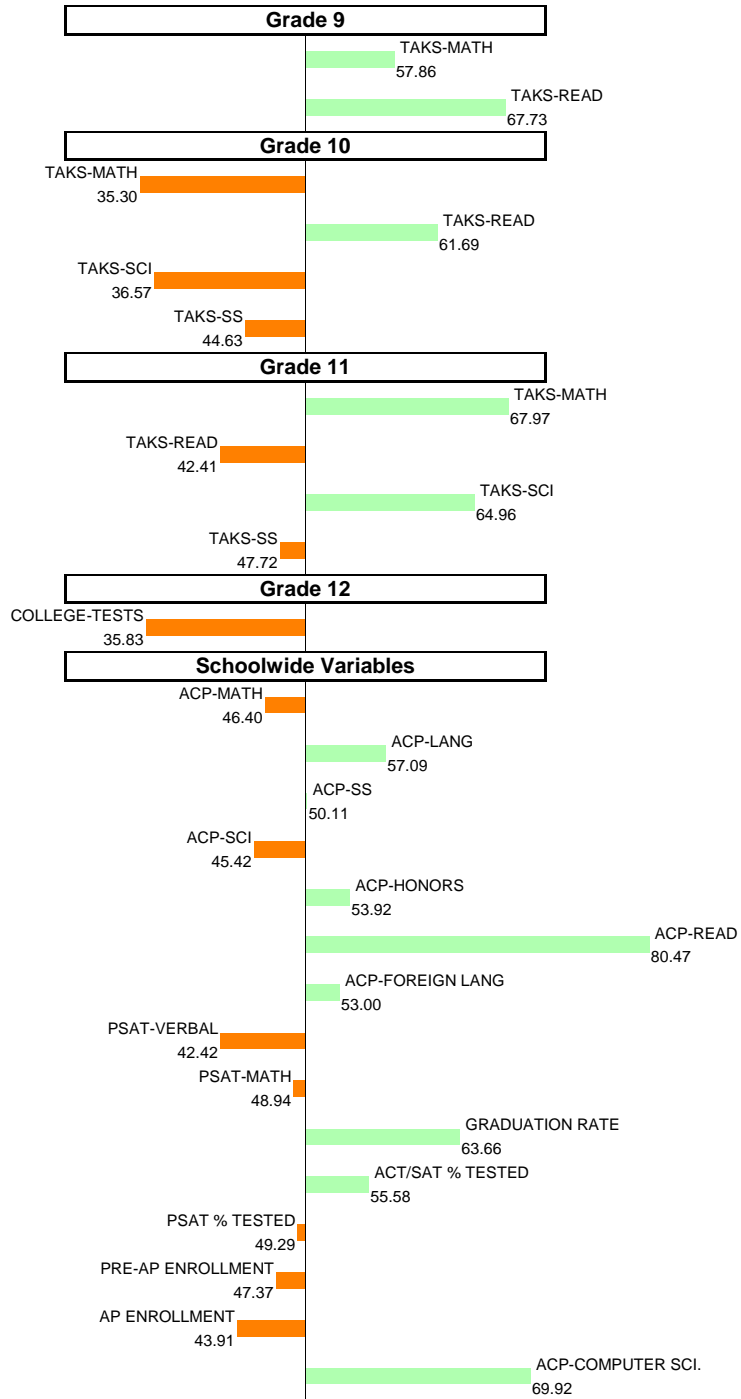 Grade 9
TAKS-MATH
57.86
TAKS-READ
67.73
Grade 10
TAKS-MATH
35.30
TAKS-READ
61.69
TAKS-SCI
36.57
TAKS-SS
44.63
Grade 11
TAKS-MATH
67.97
TAKS-READ
42.41
TAKS-SCI
64.96
TAKS-SS
47.72
Grade 12
COLLEGE-TESTS
35.83
Schoolwide Variables
ACP-MATH
46.40
ACP-LANG
57.09
ACP-SS
50.11
ACP-SCI
45.42
ACP-HONORS
53.92
ACP-READ
80.47
ACP-FOREIGN LANG
53.00
PSAT-VERBAL
42.42
PSAT-MATH
48.94
GRADUATION RATE
63.66
ACT/SAT % TESTED
55.58
PSAT % TESTED
49.29
PRE-AP ENROLLMENT
47.37
AP ENROLLMENT
43.91
ACP-COMPUTER SCI.
69.92